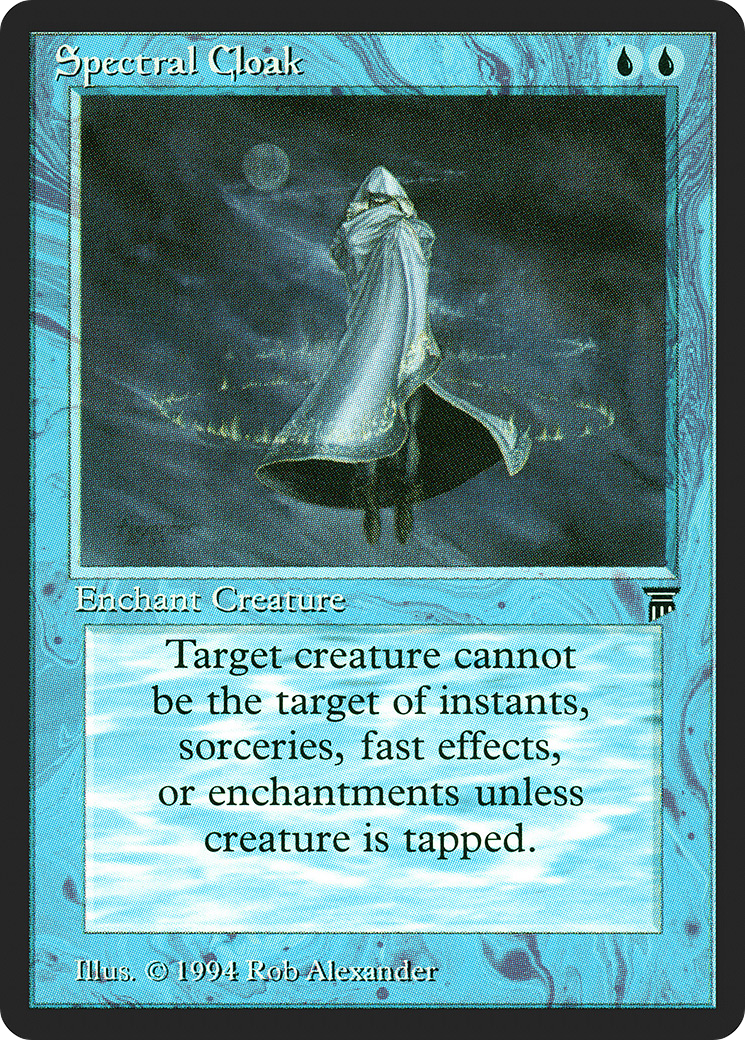 Spectral Cloak
Enchant Creature
Target creature cannot
be the target of instants,
sorceries, fast effects,
or enchantments unless
creature is tapped.
Illus. © 1994 Rob Alexander